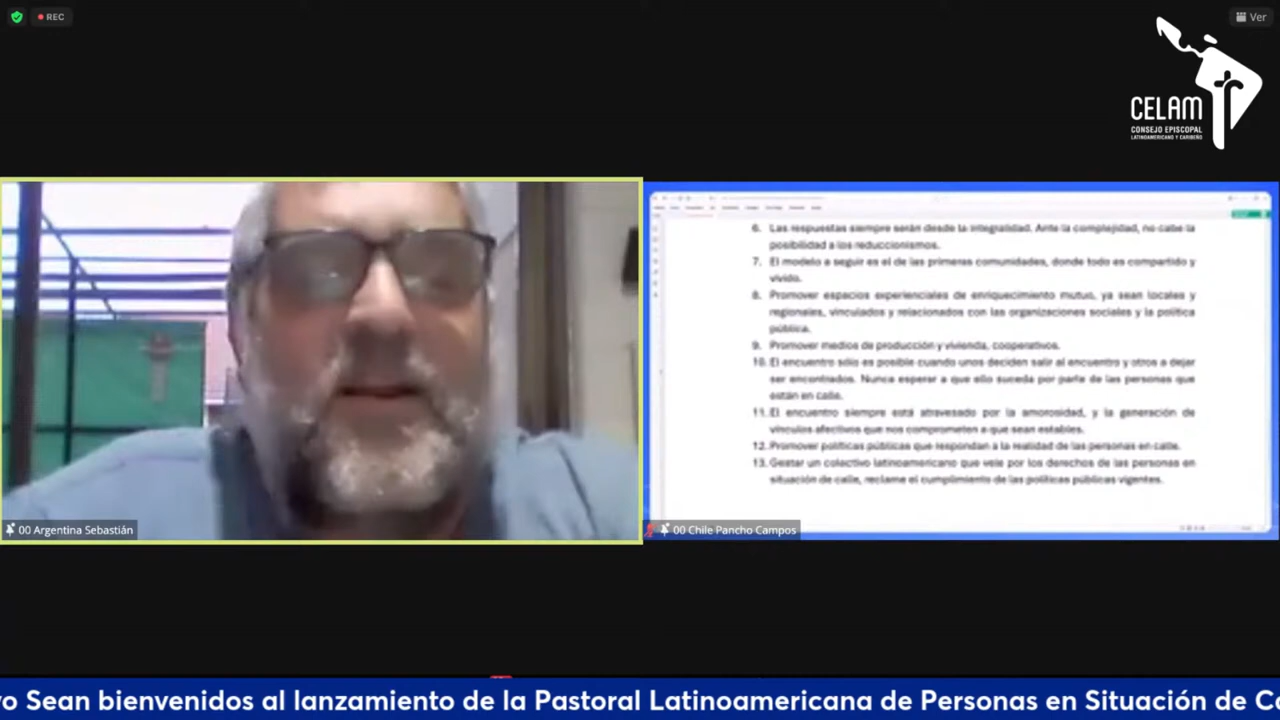 REC
Ver
CELAM
CONSEJO EPISCOPAL
LATINOAMERICANO Y CARIBEÑO
6. Las respuestas siempre serán desde la integralidad. Ante la complejidad, no cabe la
posibilidad a los reduccionismos.
7. El modelo a seguir es el de las primeras comunidades, donde todo es compartido y
vivido.
8. Promover espacios experienciales de enriquecimiento mutuo, ya sean locales y
regionales, vinculados y relacionados con las organizaciones sociales y la política
pública.
9. Promover medios de producción y vivienda, cooperativos.
10. El encuentro sólo es posible cuando unos deciden salir al encuentro y otros a dejar
ser encontrados. Nunca esperar a que ello suceda por parte de las personas que
están en calle.
11. El encuentro siempre está atravesado por la amorosidad, y la generación de
vínculos afectivos que nos comprometen a que sean estables.
12. Promover políticas públicas que respondan a la realidad de las personas en calle.
13. Gestar un colectivo latinoamericano que vele por los derechos de las personas en
situación de calle, reclame el cumplimiento de las políticas públicas vigentes.
00 Argentina Sebastián
00 Chile Pancho Campos
vo Sean bienvenidos al lanzamiento de la Pastoral Latinoamericana de Personas en Situación de Ca